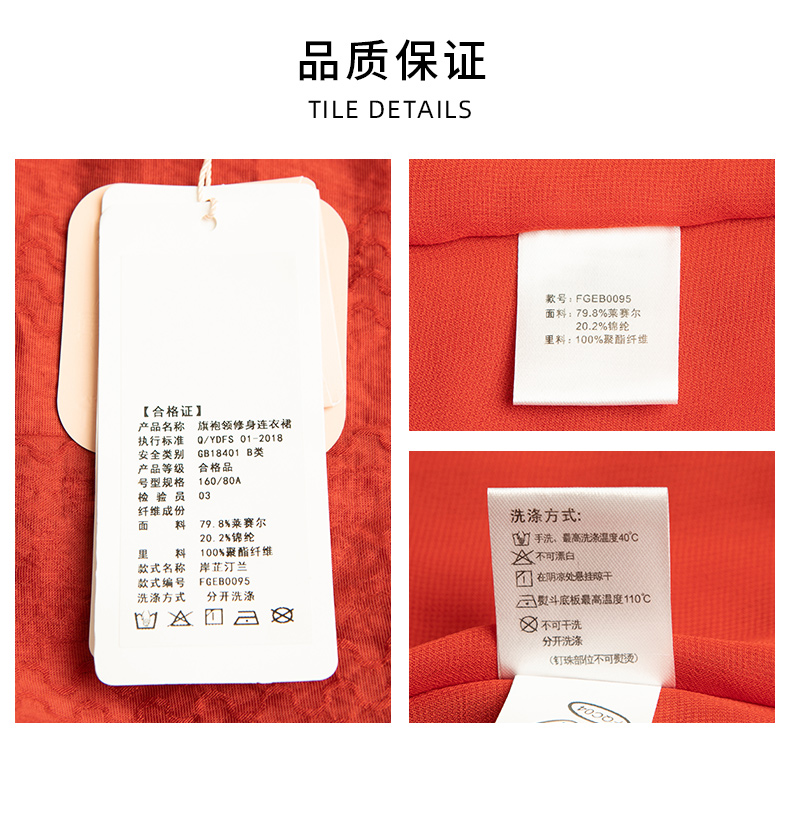 品质保证
TILE DETAILS
【合格证】
产品名称 旗袍领修身连衣裙
执行标准 Q/YDFS 01-2018
安全类别 GB18401 B类
产品等级 合格品
号型规格 160/80A
检验员 03
纤维成份
面料 79.8%莱赛尔
20.2%锦纶
里料 100%聚酯纤维
款式名称 岸芷汀兰
款式编号 FGEB0095
洗涤方式 分开洗涤
款号: FGEB0095
面料: 79.8%莱赛尔
20.2%锦纶
里料: 100%聚酯纤维
洗涤方式:
手洗、最高洗涤温度40℃
不可漂白
在阴凉处悬挂晾干
熨斗底板最高温度110℃
不可干洗
分开洗涤
(钉珠部位不可熨烫)
QC04